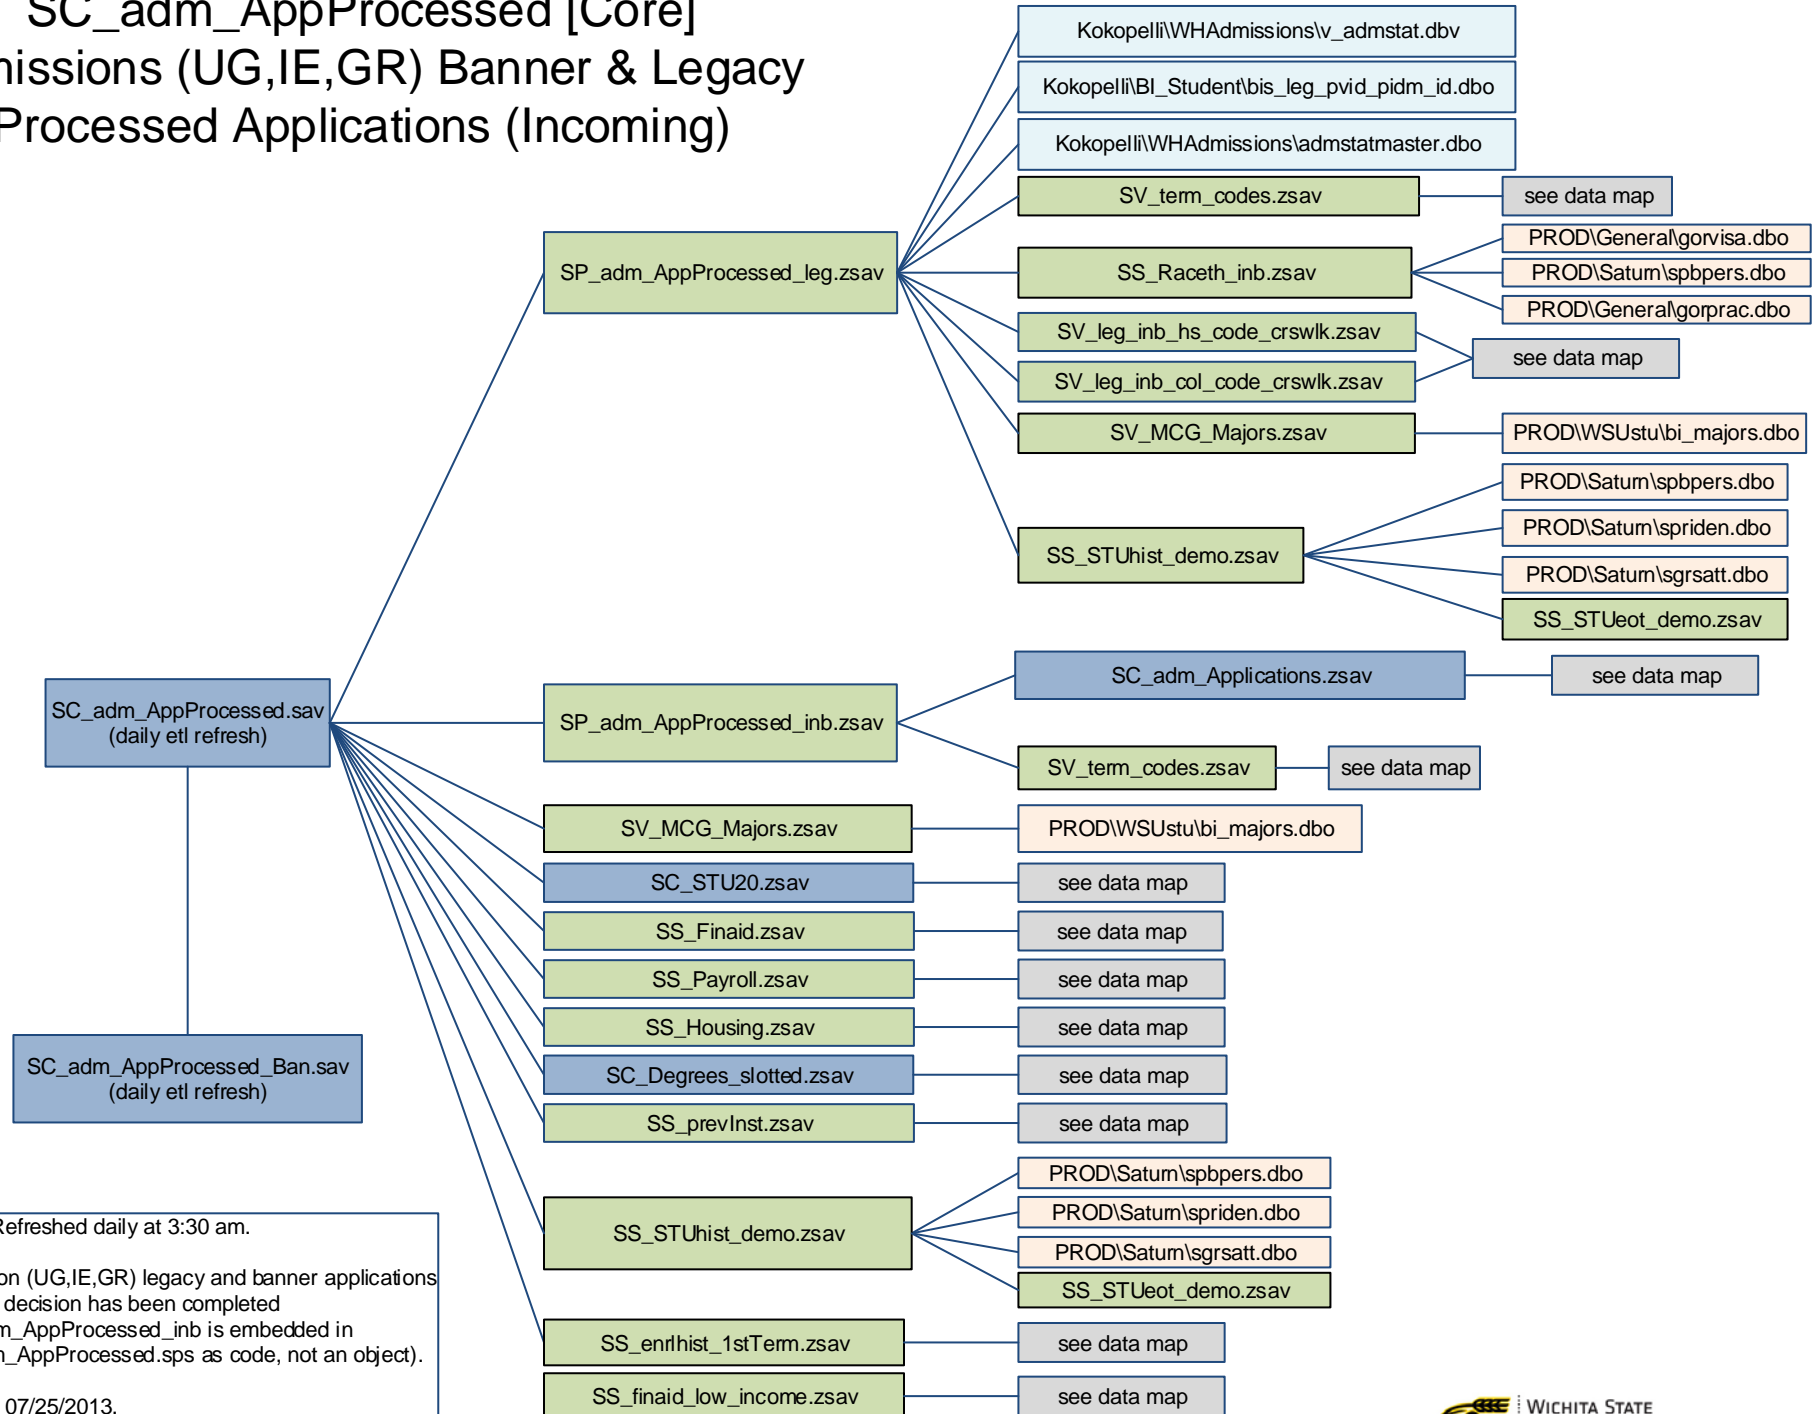 SC_adm_AppProcessed [Core]
missions (UG,IE,GR) Banner & Legacy
Processed Applications (Incoming)
Kokopelli\WHAdmissions\v_admstat.dbv
Kokopelli\BI_Student\bis_leg_pvid_pidm_id.dbo
Kokopelli\WHAdmissions\admstatmaster.dbo
SV_term_codes.zsav
see data map
SP_adm_AppProcessed_leg.zsav
SS_Raceth_inb.zsav
PROD\General\gorvisa.dbo
PROD\Saturn\spbpers.dbo
PROD\General\gorprac.dbo
SV_leg_inb_hs_code_crswlk.zsav
SV_leg_inb_col_code_crswlk.zsav
see data map
SV_MCG_Majors.zsav
PROD\WSUstu\bi_majors.dbo
SS_STUhist_demo.zsav
PROD\Saturn\spbpers.dbo
PROD\Saturn\spriden.dbo
PROD\Saturn\sgrsatt.dbo
SS_STUeot_demo.zsav
SC_adm_AppProcessed.sav
(daily etl refresh)
SP_adm_AppProcessed_inb.zsav
SC_adm_Applications.zsav
see data map
SV_term_codes.zsav
see data map
SV_MCG_Majors.zsav
PROD\WSUstu\bi_majors.dbo
SC_STU20.zsav
see data map
SS_Finaid.zsav
see data map
SS_Payroll.zsav
see data map
SS_Housing.zsav
see data map
SC_Degrees_slotted.zsav
see data map
SS_prevInst.zsav
see data map
SC_adm_AppProcessed_Ban.sav
(daily etl refresh)
SS_STUhist_demo.zsav
PROD\Saturn\spbpers.dbo
PROD\Saturn\spriden.dbo
PROD\Saturn\sgrsatt.dbo
SS_STUeot_demo.zsav
SS_enrlhist_1stTerm.zsav
see data map
SS_finaid_low_income.zsav
see data map
Refreshed daily at 3:30 am.
on (UG,IE,GR) legacy and banner applications
decision has been completed
m_AppProcessed_inb is embedded in
m_AppProcessed.sps as code, not an object).
07/25/2013.
WICHITA STATE